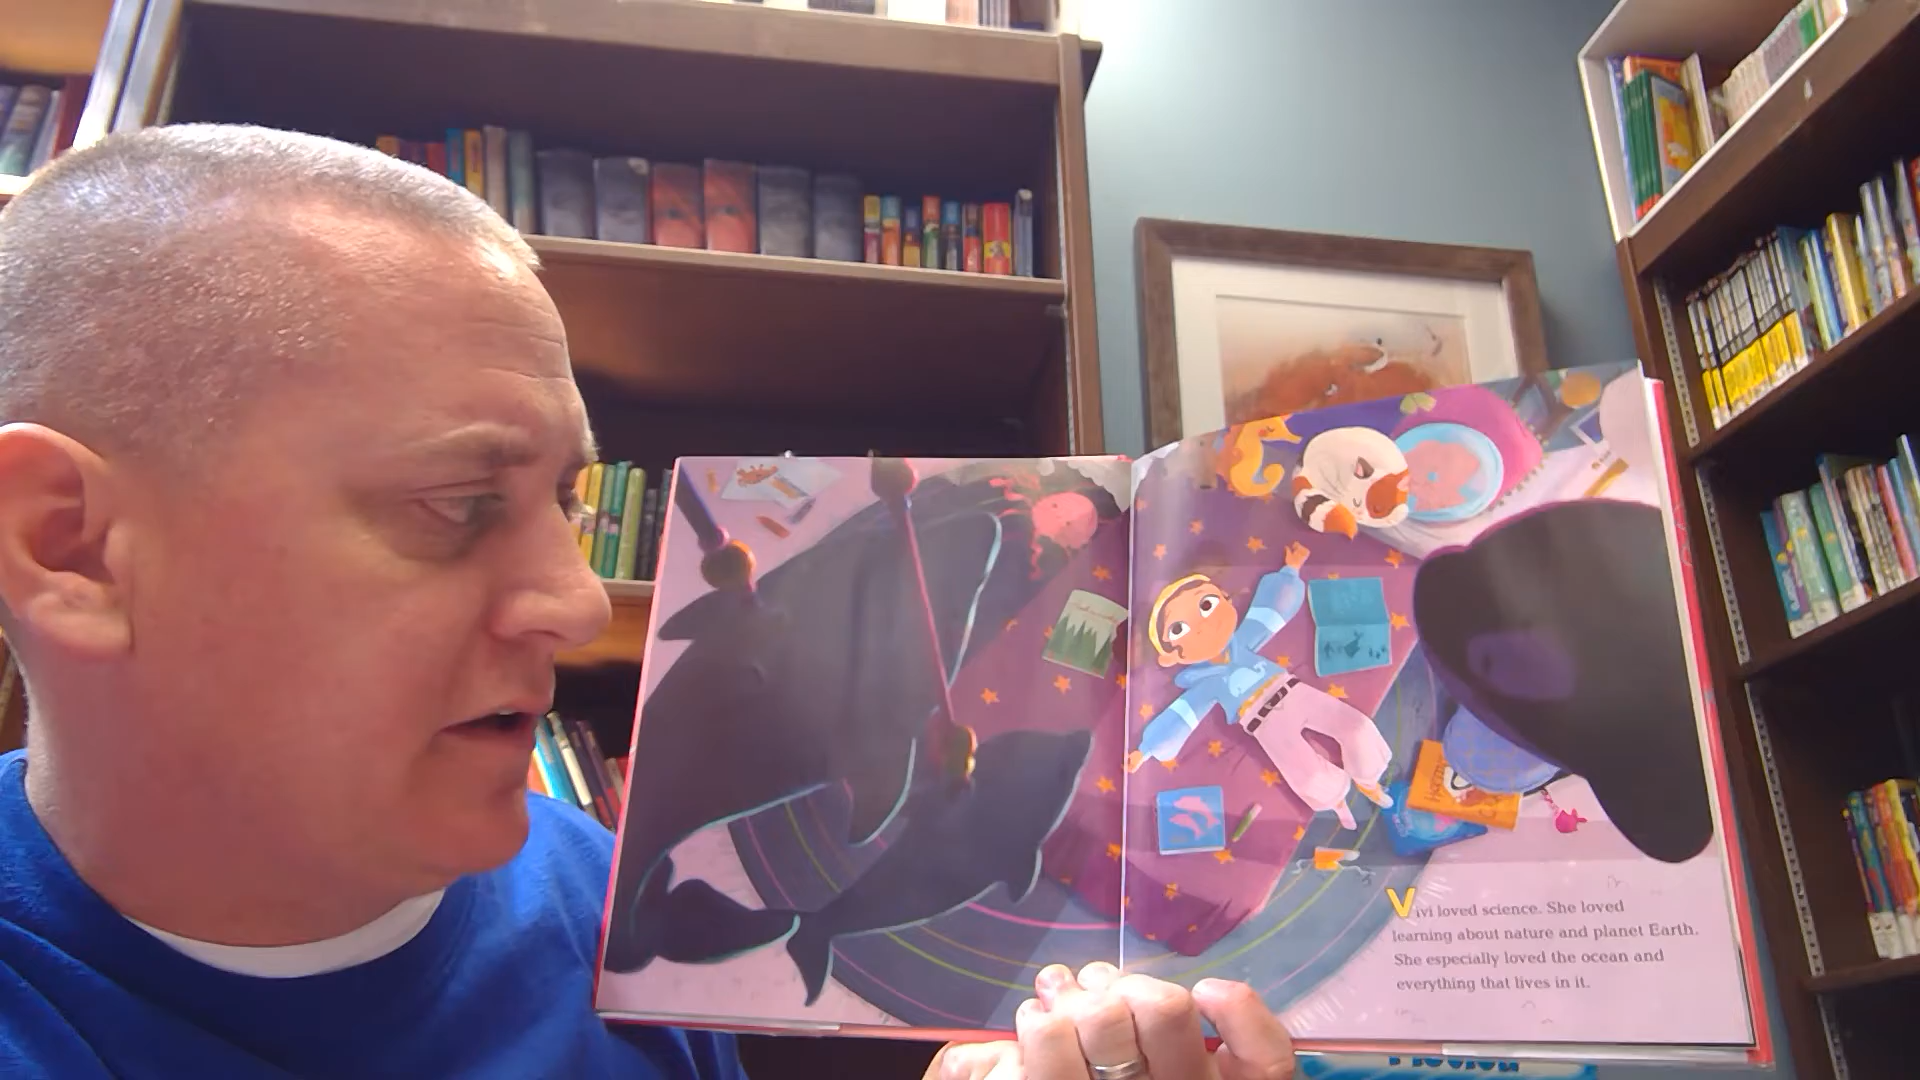 Vivi loved science. She loved
learning about nature and planet Earth.
She especially loved the ocean and
everything that lives in it.
Fiction